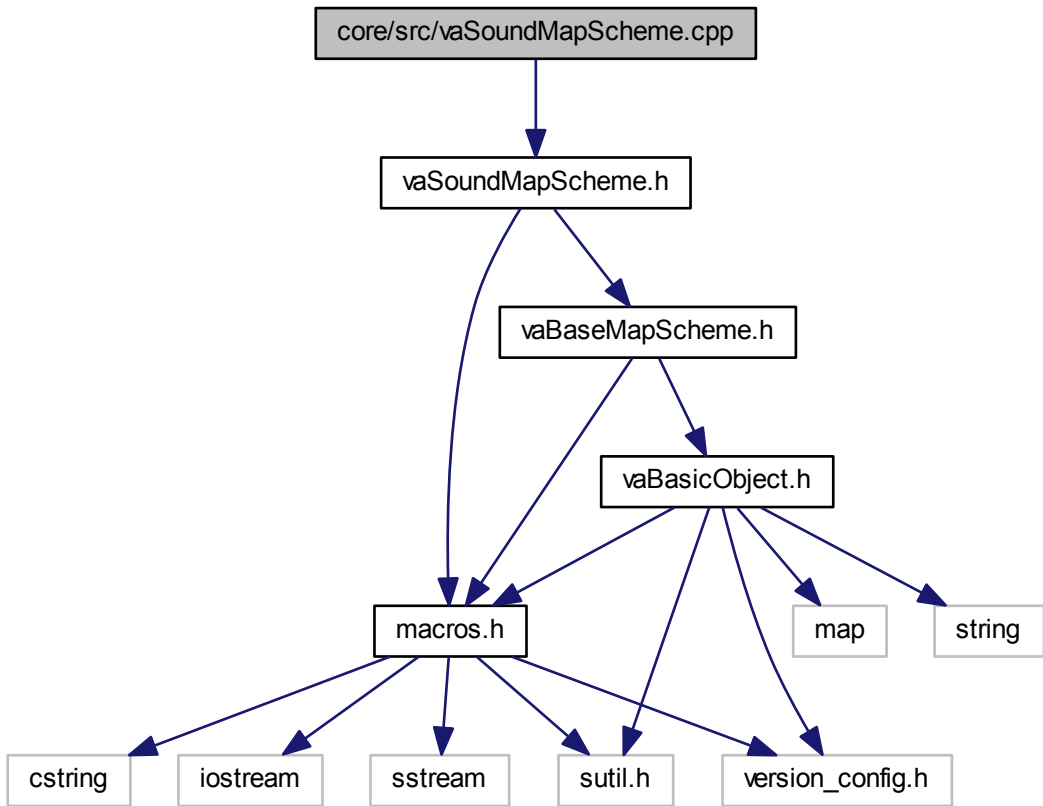 core/src/vaSoundMapScheme.cpp
vaSoundMapScheme.h
vaBaseMapScheme.h
vaBasicObject.h
macros.h
map
string
cstring
iostream
sstream
sutil.h
version_config.h